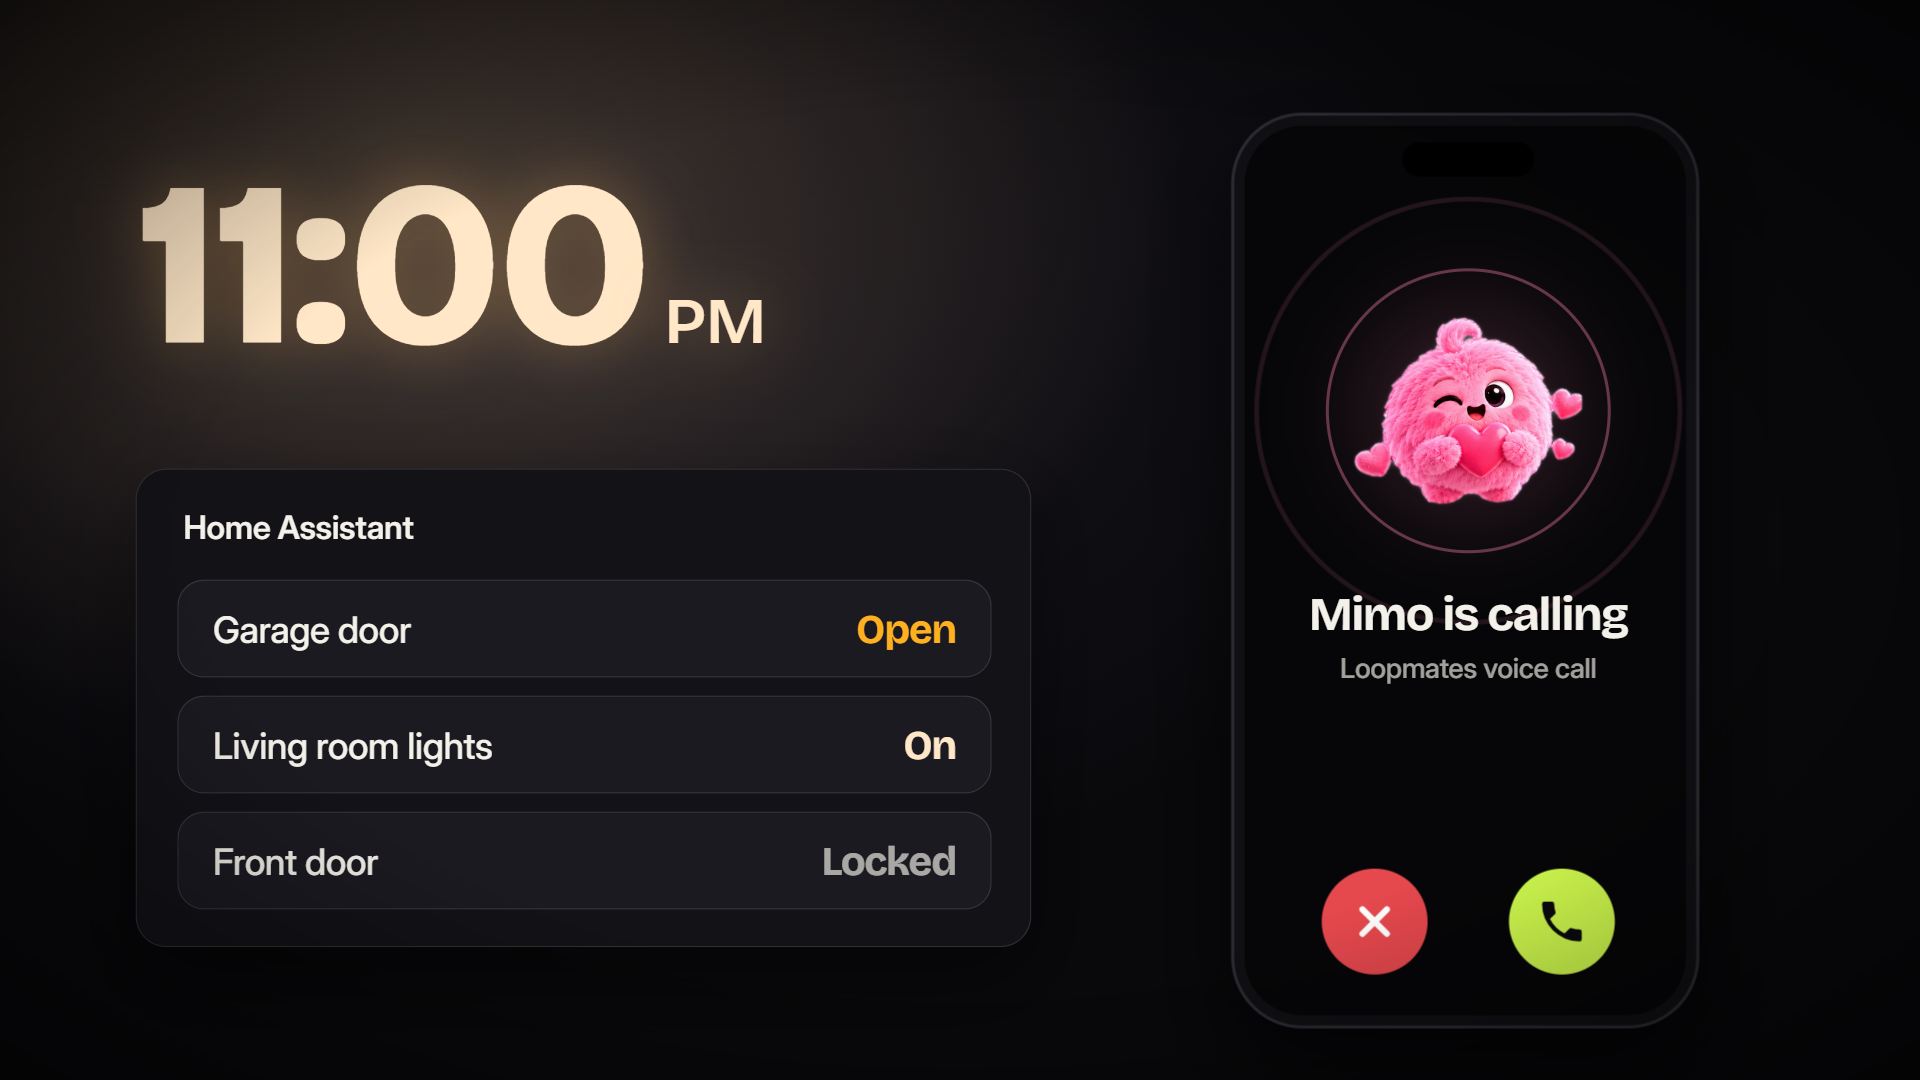 11:00 PM
Home Assistant
Garage door Open
Living room lights On
Front door Locked
Mimo is calling
Loopmates voice call